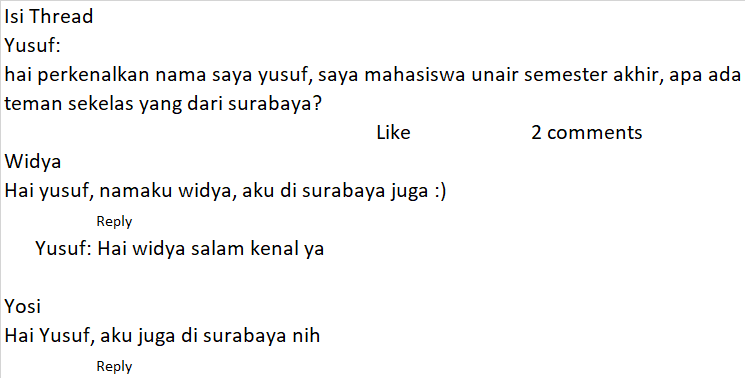 Isi Thread
Yusuf:
hai perkenalkan nama saya yusuf, saya mahasiswa unair semester akhir, apa ada
teman sekelas yang dari surabaya?
Like 2 comments
Widya
Hai yusuf, namaku widya, aku di surabaya juga :)
Reply
Yusuf: Hai widya salam kenal ya
Yosi
Hai Yusuf, aku juga di surabaya nih
Reply